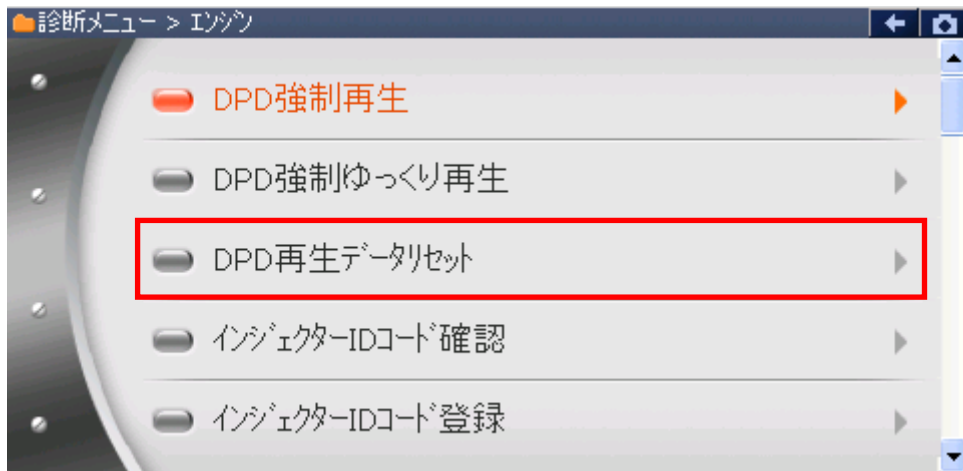 診断メニュー > ｴﾝｼﾞﾝ
DPD強制再生
DPD強制ゆっくり再生
DPD再生ﾃﾞｰﾀﾘｾｯﾄ
ｲﾝｼﾞｪｸﾀｰIDｺｰﾄﾞ確認
ｲﾝｼﾞｪｸﾀｰIDｺｰﾄﾞ登録